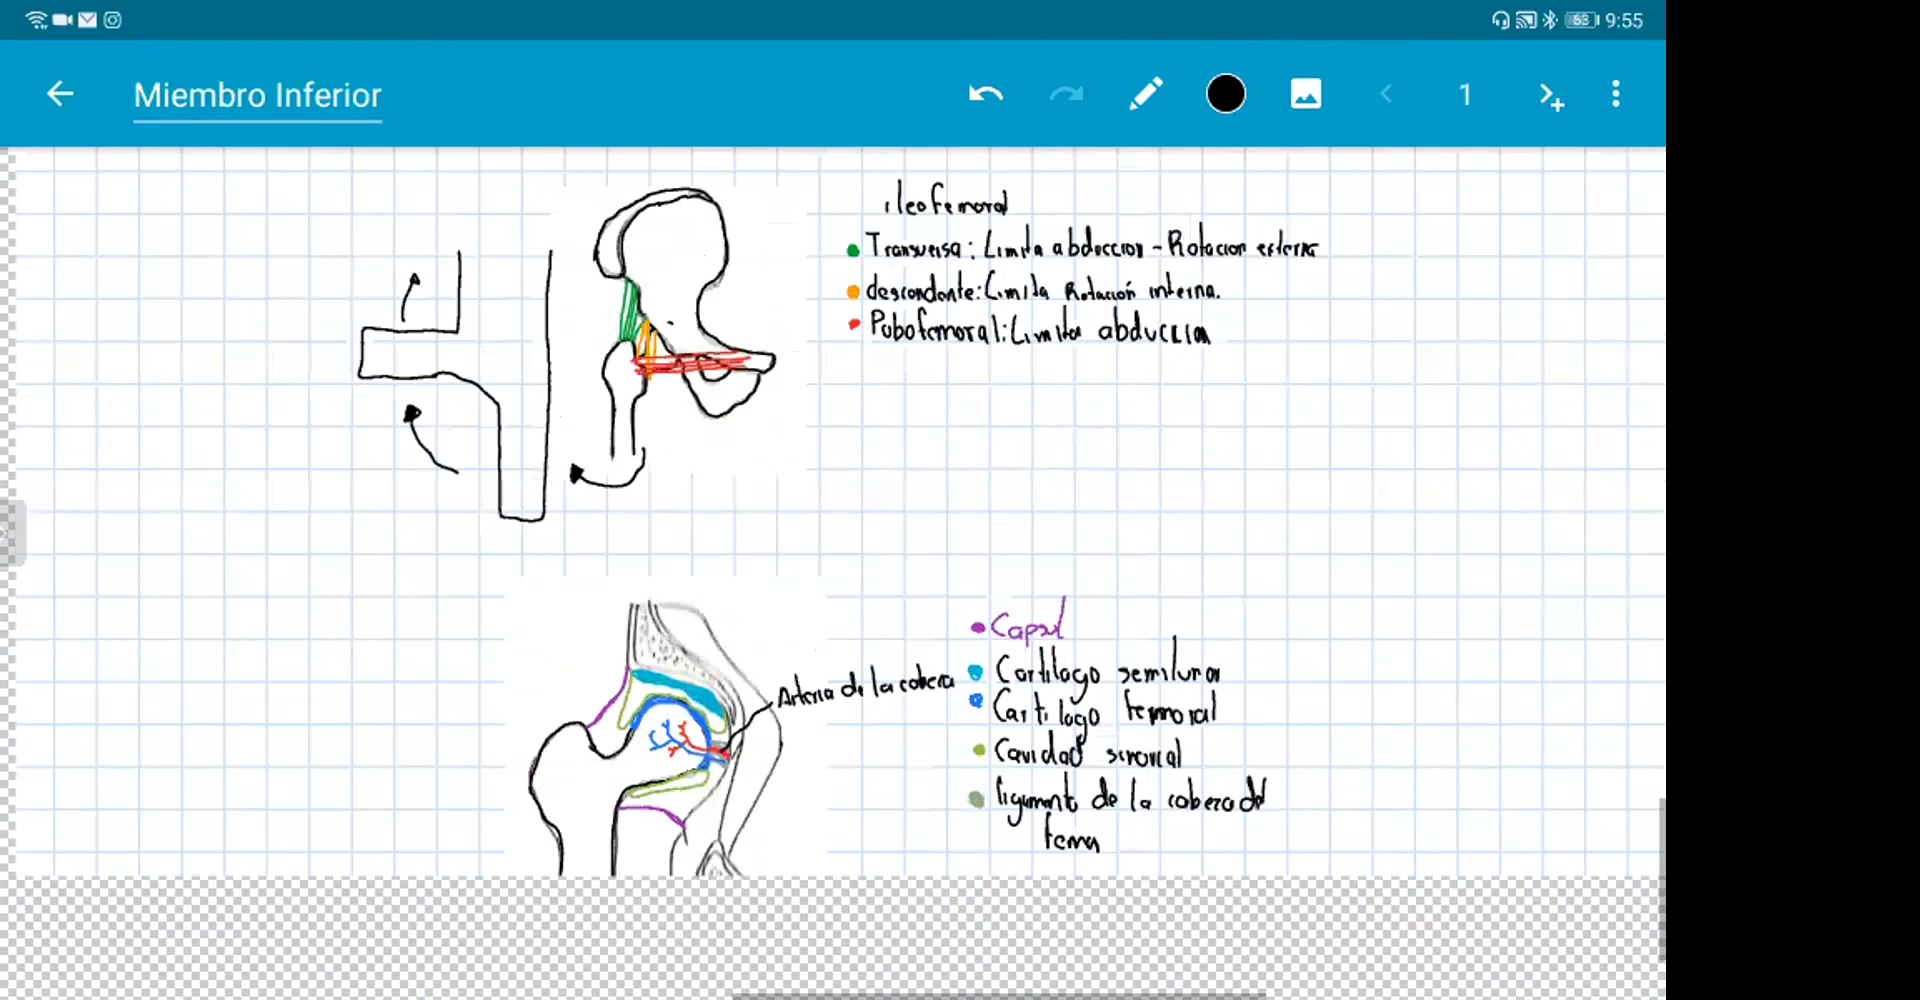 63 9:55
Miembro Inferior
1
ileofemoral
Transversa: Limita abduccion - Rotacion externa
descendente: Limita Rotación interna.
Pubofemoral: Limita abduccion
Capsul
Arteria de la cabeza
Cartilago semilunar
Cartilago femoral
Cavidad sinovial
ligamento de la cabeza del
femur